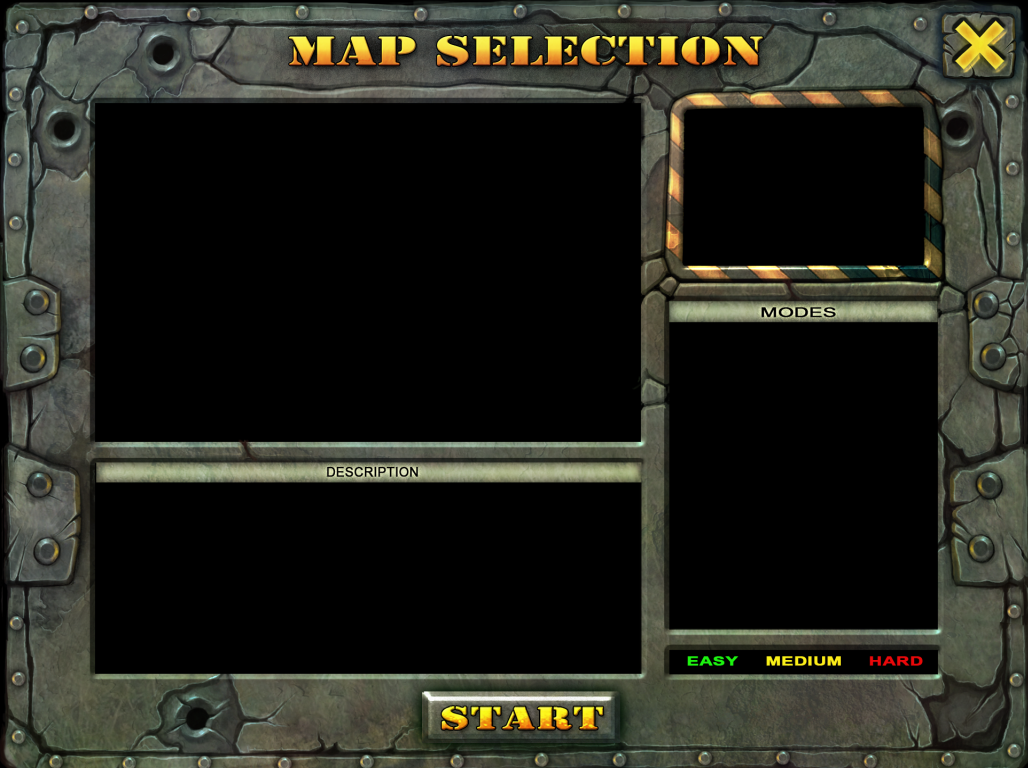 MAP SELECTION
MODES
DESCRIPTION
EASY MEDIUM HARD
START